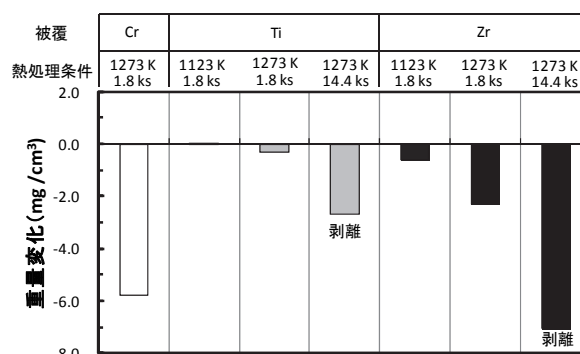 被覆 Cr Ti Zr
熱処理条件 1273 K 1123 K 1273 K 1273 K 1123 K 1273 K 1273 K
1.8 ks 1.8 ks 1.8 ks 14.4 ks 1.8 ks 1.8 ks 14.4 ks
2.0
0.0
-2.0
-4.0
-6.0
-8.0
重量変化(mg/cm³)
剥離
剥離